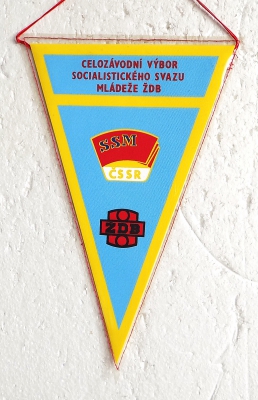 CELOZÁVODNÍ VÝBOR
SOCIALISTICKÉHO SVAZU
MLÁDEŽE ŽDB
SSM
ČSSR
ŽDB